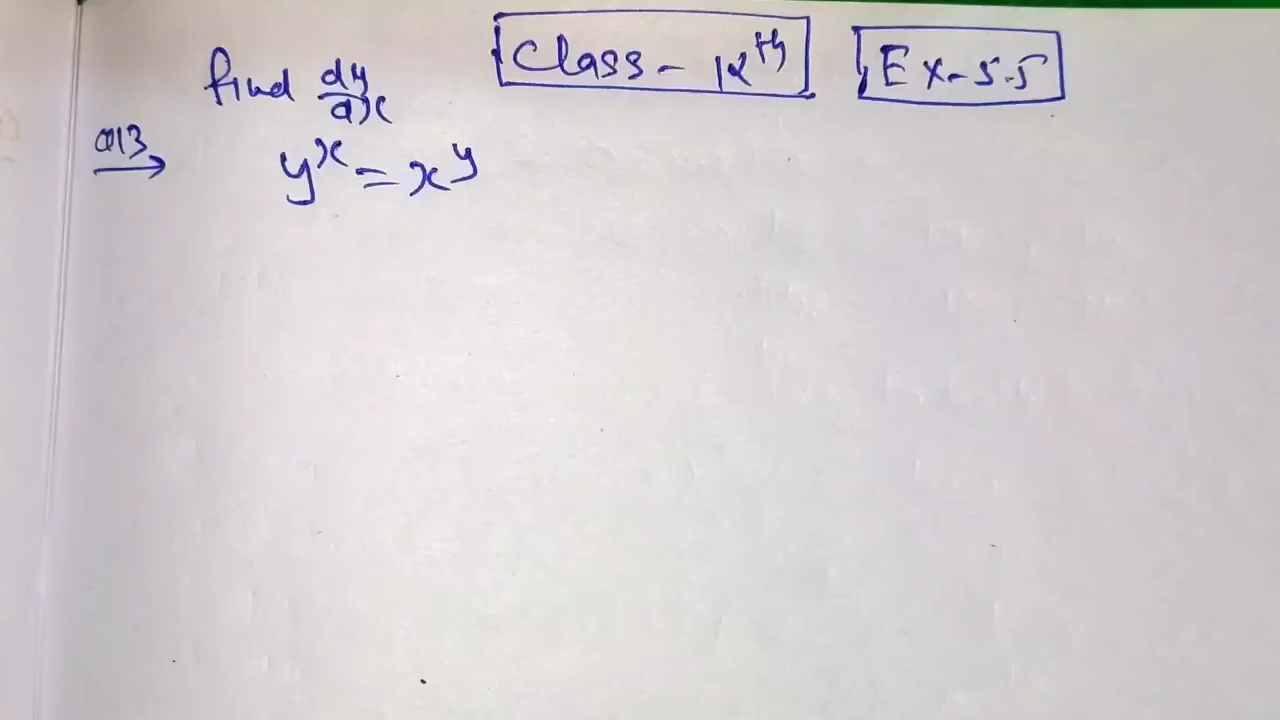 find dy/dx
Class - 12th
Ex-5.5
Q13
y^x = x^y